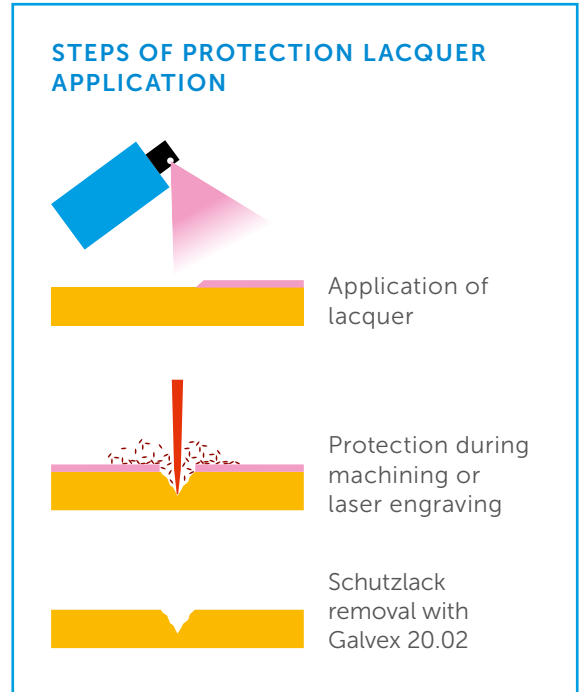 STEPS OF PROTECTION LACQUER
APPLICATION
Application of
lacquer
Protection during
machining or
laser engraving
Schutzlack
removal with
Galvex 20.02